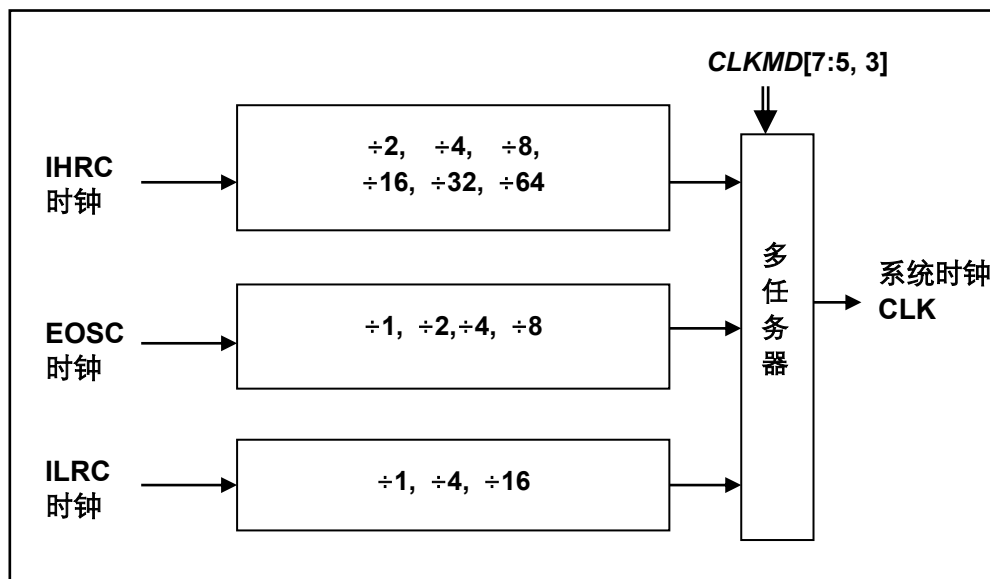 CLKMD[7:5, 3]
IHRC
时钟
÷2, ÷4, ÷8,
÷16, ÷32, ÷64
EOSC
时钟
÷1, ÷2,÷4, ÷8
ILRC
时钟
÷1, ÷4, ÷16
多
任
务
器
系统时钟
CLK